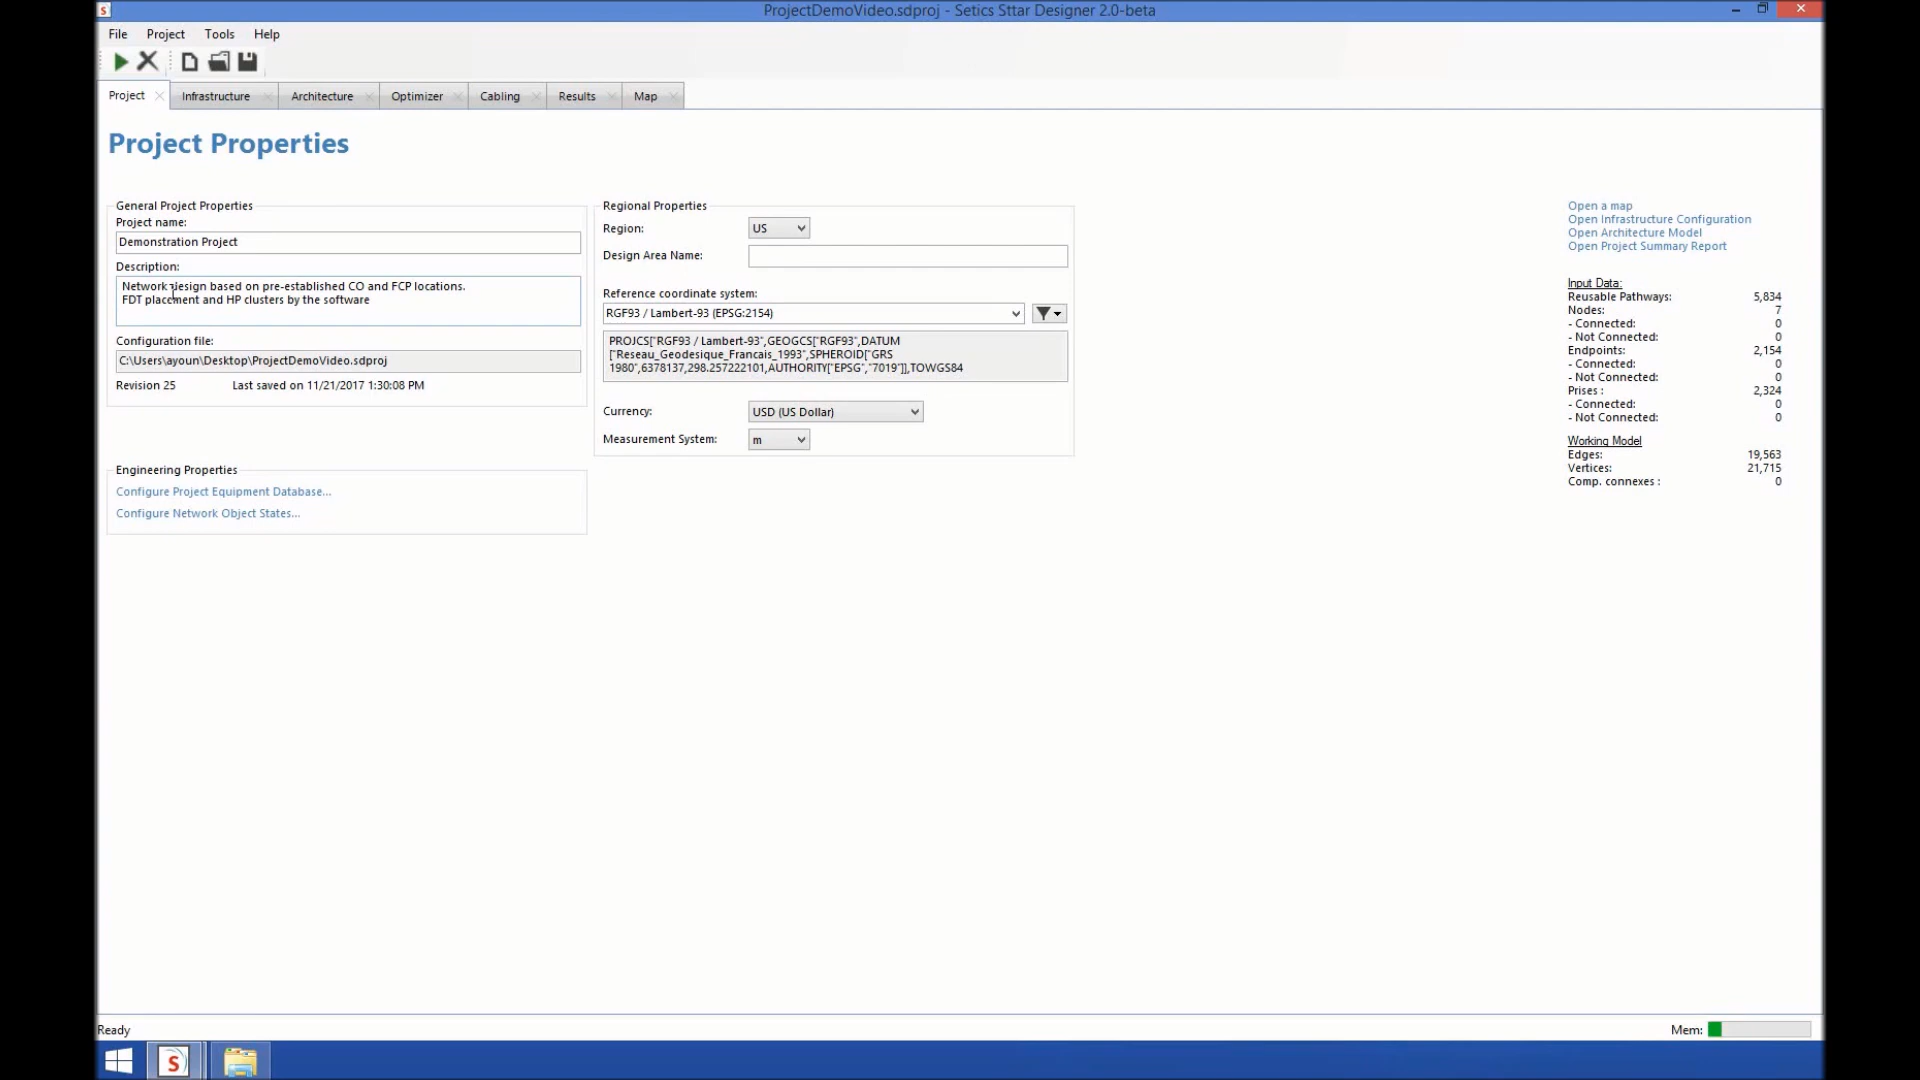 S
ProjectDemoVideo.sdproj - Setics Sttar Designer 2.0-beta
File Project Tools Help
Project Infrastructure Architecture Optimizer Cabling Results Map
Project Properties
General Project Properties
Project name:
Demonstration Project
Description:
Network design based on pre-established CO and FCP locations.
FDT placement and HP clusters by the software
Configuration file:
C:\Users\ayoun\Desktop\ProjectDemoVideo.sdproj
Revision 25 Last saved on 11/21/2017 1:30:08 PM
Engineering Properties
Configure Project Equipment Database...
Configure Network Object States...
Regional Properties
Region: US
Design Area Name:
Reference coordinate system:
RGF93 / Lambert-93 (EPSG:2154)
PROJCS["RGF93 / Lambert-93",GEOGCS["RGF93",DATUM
["Reseau_Geodesique_Francais_1993",SPHEROID["GRS
1980",6378137,298.257222101,AUTHORITY["EPSG","7019"]],TOWGS84
Currency: USD (US Dollar)
Measurement System: m
Open a map
Open Infrastructure Configuration
Open Architecture Model
Open Project Summary Report
Input Data:
Reusable Pathways: 5,834
Nodes: 7
- Connected: 0
- Not Connected: 0
Endpoints: 2,154
- Connected: 0
- Not Connected: 0
Prises : 2,324
- Connected: 0
- Not Connected: 0
Working Model
Edges: 19,563
Vertices: 21,715
Comp. connexes : 0
Ready Mem:
S